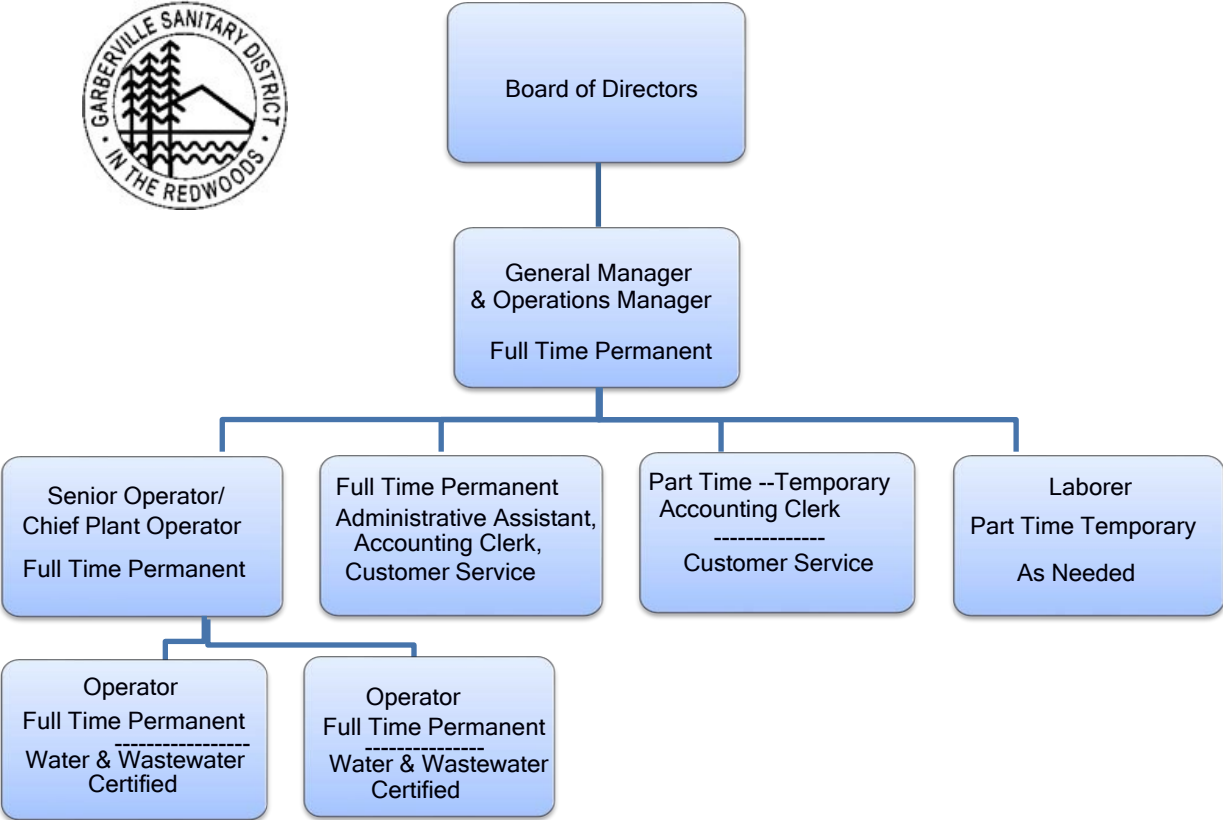 GARBERVILLE SANITARY DISTRICT
• IN THE REDWOODS •
Board of Directors
General Manager
& Operations Manager
Full Time Permanent
Senior Operator/
Chief Plant Operator
Full Time Permanent
Full Time Permanent
Administrative Assistant,
Accounting Clerk,
Customer Service
Part Time --Temporary
Accounting Clerk
--------------
Customer Service
Laborer
Part Time Temporary
As Needed
Operator
Full Time Permanent
-----------------
Water & Wastewater
Certified
Operator
Full Time Permanent
---------------
Water & Wastewater
Certified